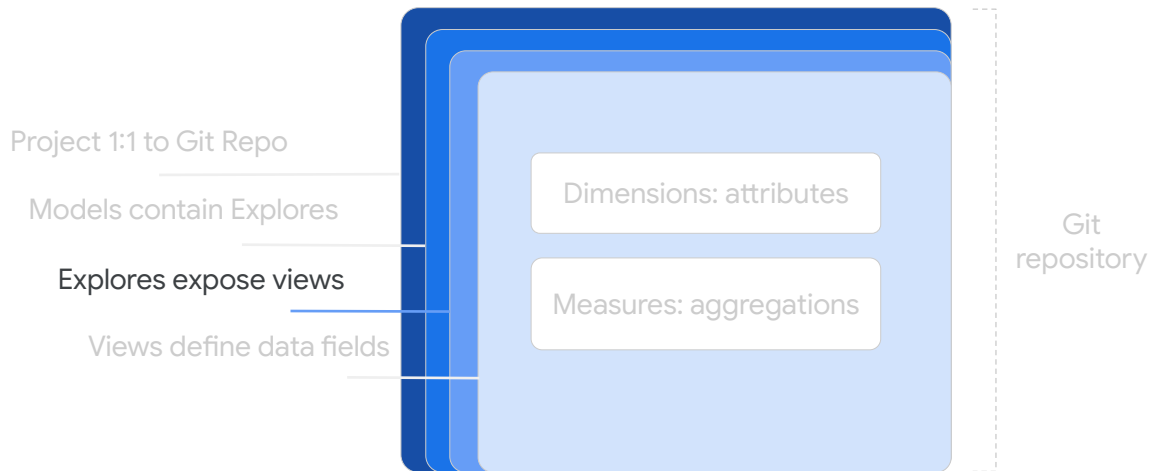 Project 1:1 to Git Repo
Models contain Explores
Explores expose views
Views define data fields
Dimensions: attributes
Measures: aggregations
Git
repository